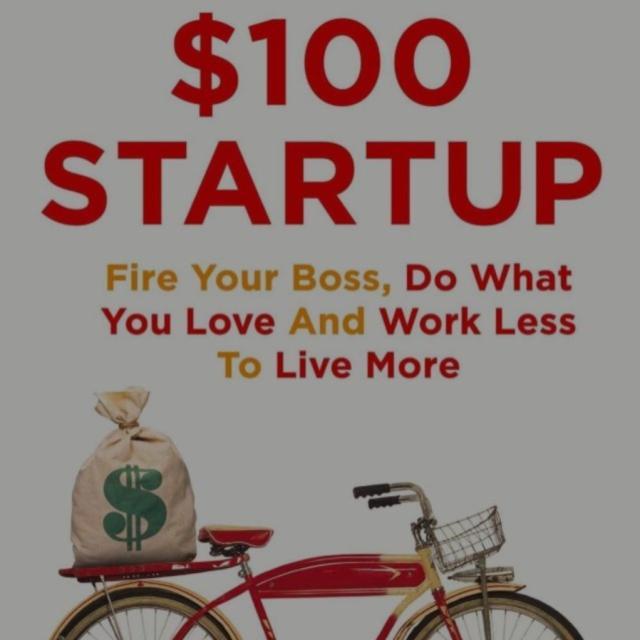 $100
STARTUP
Fire Your Boss, Do What
You Love And Work Less
To Live More
$